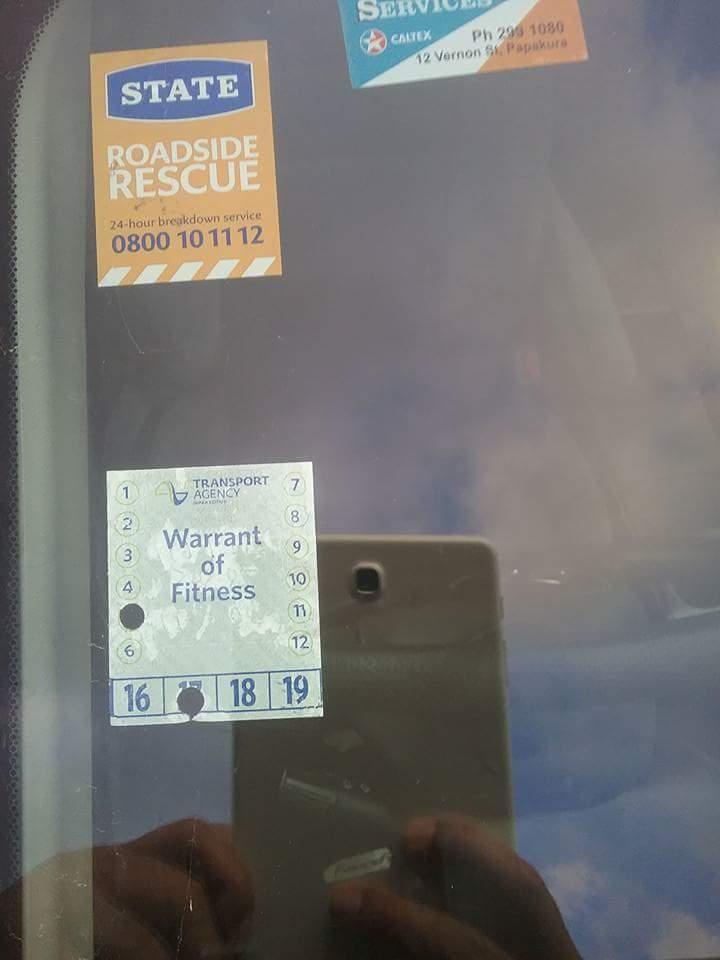 SERVICES
CALTEX
Ph 299 1080
12 Vernon St, Papakura
STATE
ROADSIDE
RESCUE
24-hour breakdown service
0800 10 11 12
TRANSPORT
AGENCY
Warrant
of
Fitness
1
2
3
4
6
7
8
9
10
11
12
16 17 18 19